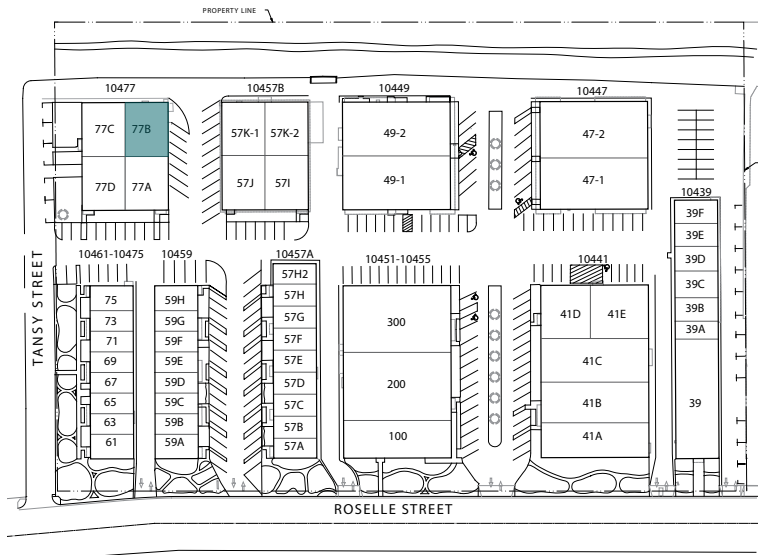 PROPERTY LINE
10477
10457B
10449
10447
77C
77B
57K-1
57K-2
49-2
47-2
77D
77A
57J
57I
49-1
47-1
10439
39F
39E
39D
39C
39B
39A
39
10461-10475
10459
10457A
10451-10455
10441
TANSY STREET
75
73
71
69
67
65
63
61
59H
59G
59F
59E
59D
59C
59B
59A
57H2
57H
57G
57F
57E
57D
57C
57B
57A
300
200
100
41D
41E
41C
41B
41A
ROSELLE STREET